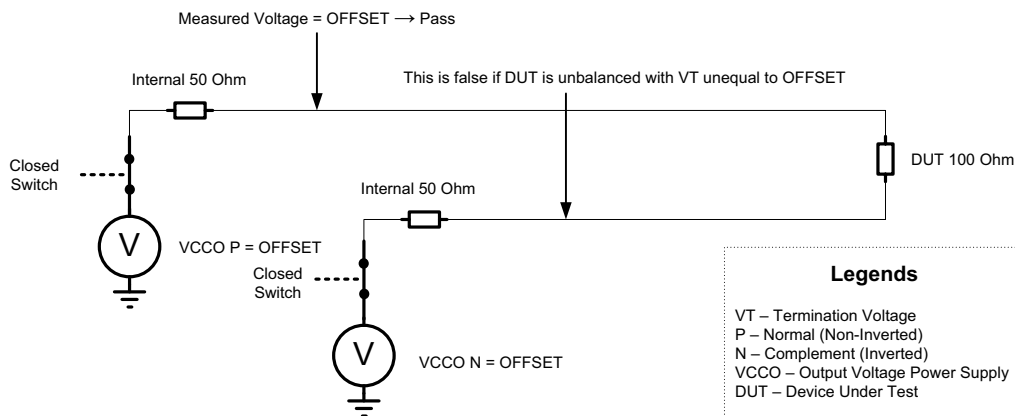 Measured Voltage = OFFSET → Pass
Internal 50 Ohm
This is false if DUT is unbalanced with VT unequal to OFFSET
Closed
Switch
DUT 100 Ohm
Internal 50 Ohm
V
VCCO P = OFFSET
Closed
Switch
V
VCCO N = OFFSET
Legends
VT – Termination Voltage
P – Normal (Non-Inverted)
N – Complement (Inverted)
VCCO – Output Voltage Power Supply
DUT – Device Under Test